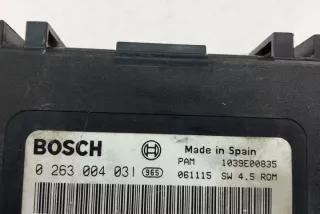 BOSCH
Made in Spain
PAM 1039E00835
0 263 004 031 965 061115 SW 4.5 ROM